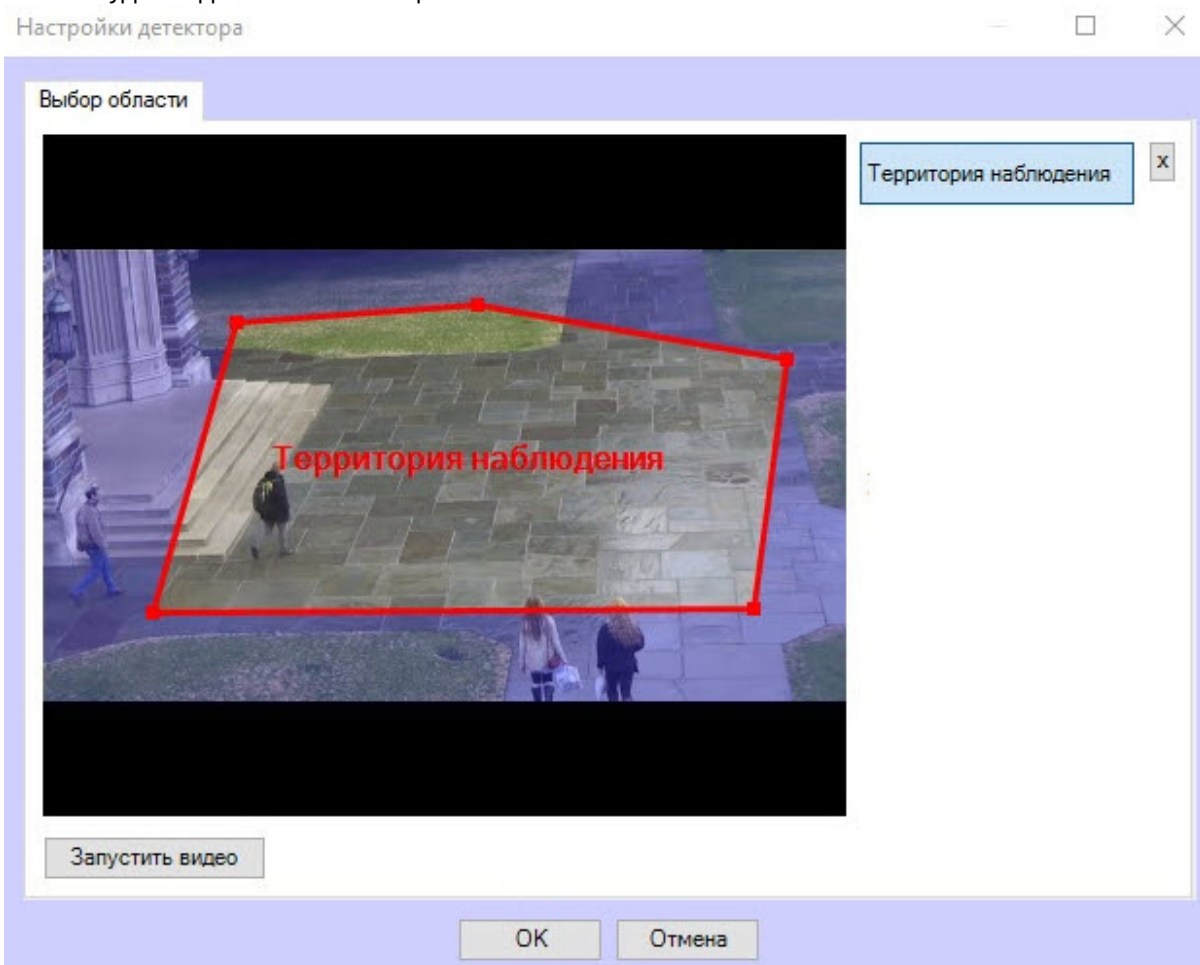 Настройки детектора
Выбор области
Территория наблюдения
x
Территория наблюдения
Запустить видео
OK
Отмена